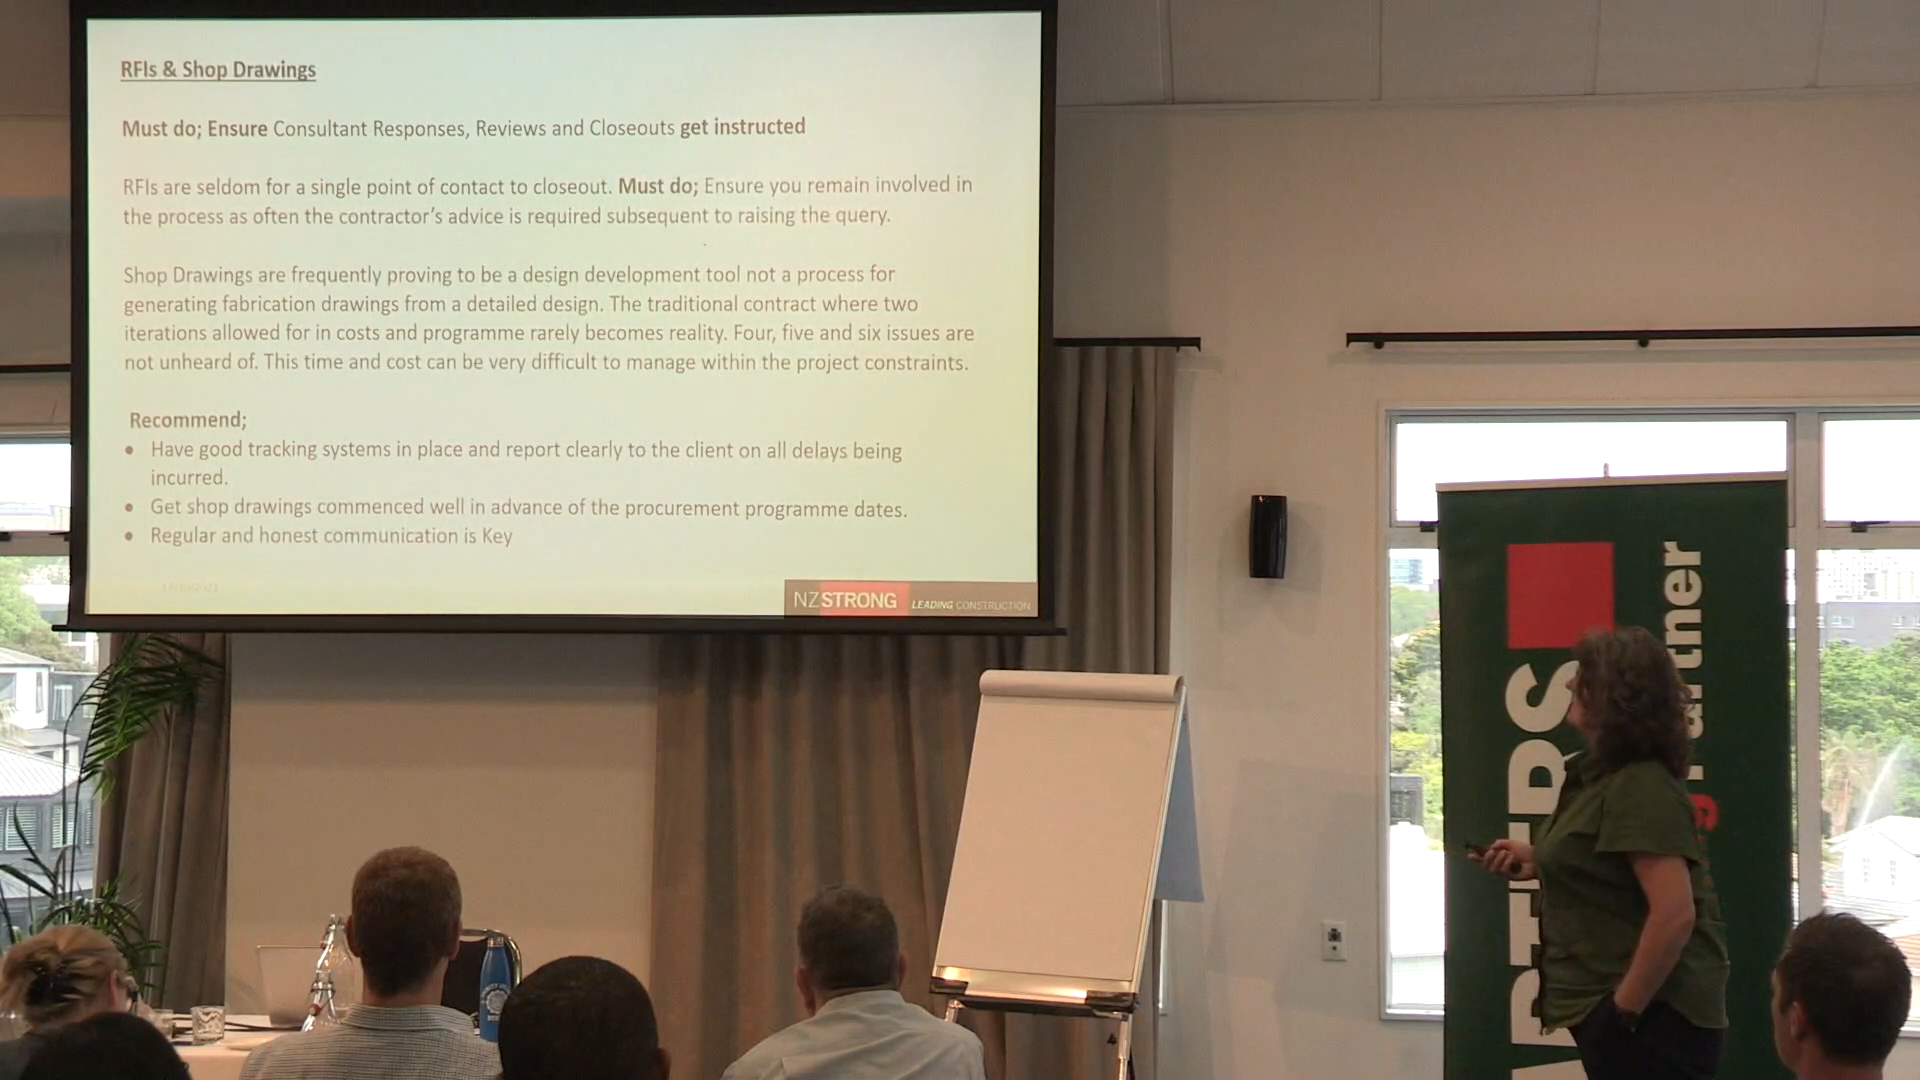 RFIs & Shop Drawings
Must do; Ensure Consultant Responses, Reviews and Closeouts get instructed
RFIs are seldom for a single point of contact to closeout. Must do; Ensure you remain involved in
the process as often the contractor's advice is required subsequent to raising the query.
Shop Drawings are frequently proving to be a design development tool not a process for
generating fabrication drawings from a detailed design. The traditional contract where two
iterations allowed for in costs and programme rarely becomes reality. Four, five and six issues are
not unheard of. This time and cost can be very difficult to manage within the project constraints.
Recommend;
• Have good tracking systems in place and report clearly to the client on all delays being
incurred.
• Get shop drawings commenced well in advance of the procurement programme dates.
• Regular and honest communication is Key
NZSTRONG LEADING CONSTRUCTION